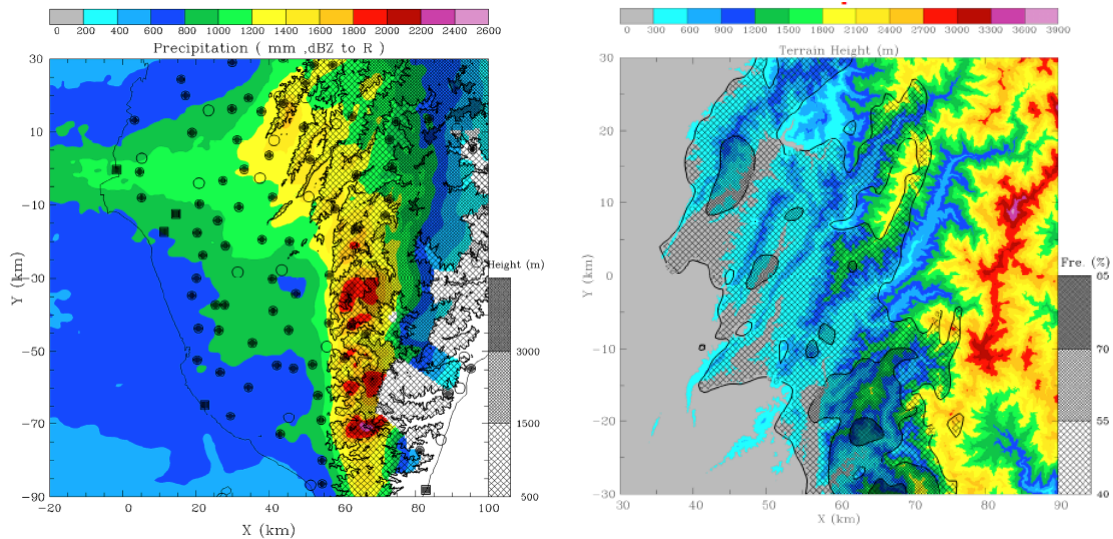 0 200 400 600 800 1000 1200 1400 1600 1800 2000 2200 2400 2600
Precipitation ( mm ,dBZ to R )
30
10
-10
-30
-50
-70
-90
Y (km)
-20 0 20 40 60 80 100
X (km)
Height (m)
3000
1500
500
0 300 600 900 1200 1500 1800 2100 2400 2700 3000 3300 3600 3900
Terrain Height (m)
30
20
10
0
-10
-20
-30
Y (km)
30 40 50 60 70 80 90
X (km)
Fre. (%)
85
70
55
40